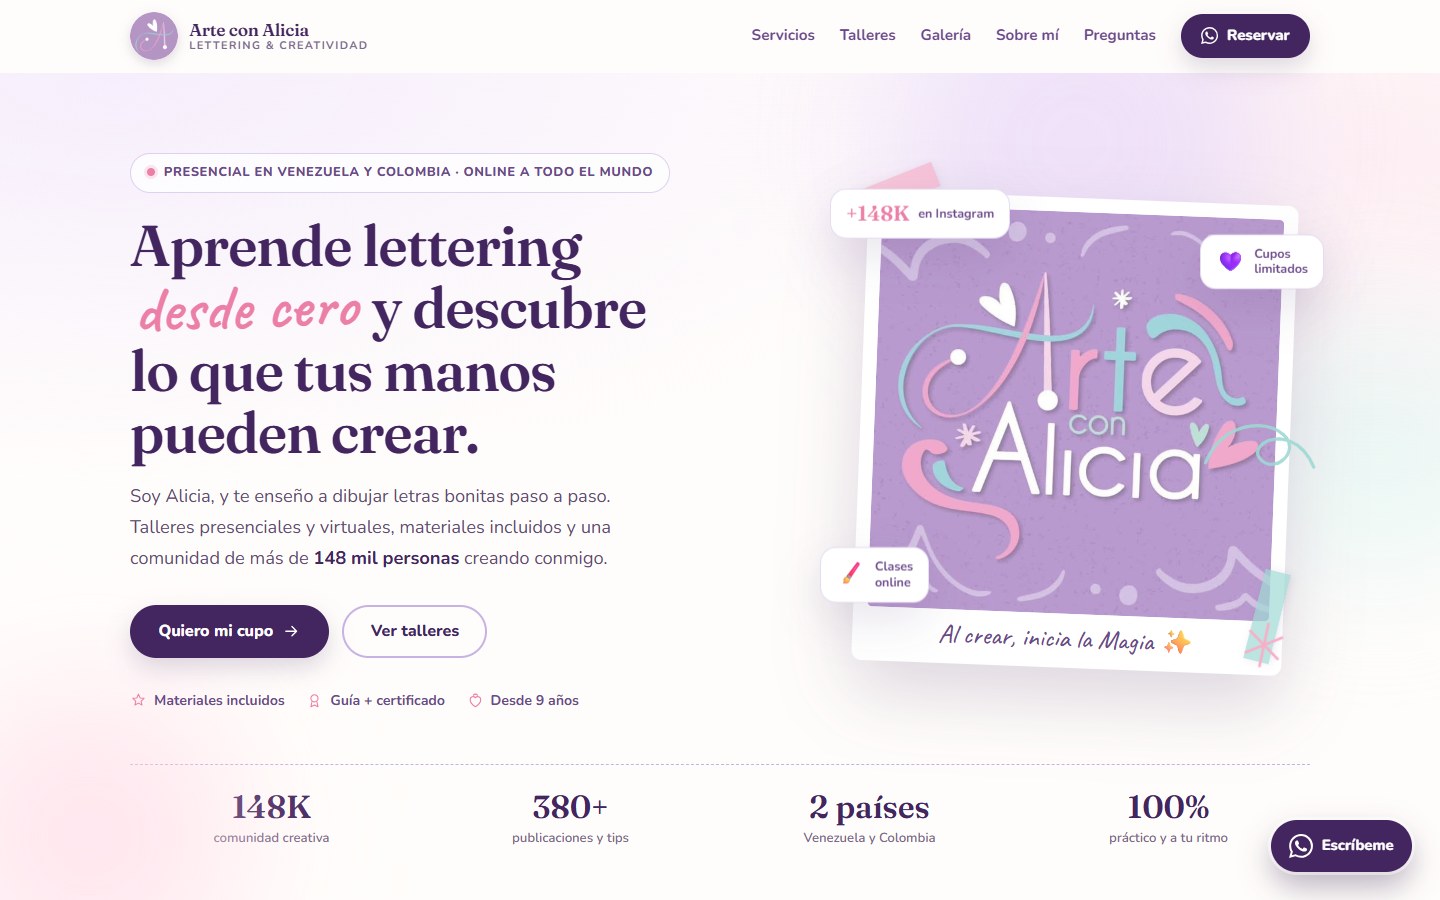 Arte con Alicia
LETTERING & CREATIVIDAD
Servicios
Talleres
Galería
Sobre mí
Preguntas
Reservar
PRESENCIAL EN VENEZUELA Y COLOMBIA · ONLINE A TODO EL MUNDO
Aprende lettering
desde cero y descubre
lo que tus manos
pueden crear.
Soy Alicia, y te enseño a dibujar letras bonitas paso a paso.
Talleres presenciales y virtuales, materiales incluidos y una
comunidad de más de 148 mil personas creando conmigo.
Quiero mi cupo →
Ver talleres
Materiales incluidos
Guía + certificado
Desde 9 años
+148K en Instagram
Cupos
limitados
Arte
con
Alicia
Clases
online
Al crear, inicia la Magia ✨
148K
comunidad creativa
380+
publicaciones y tips
2 países
Venezuela y Colombia
100%
práctico y a tu ritmo
Escríbeme